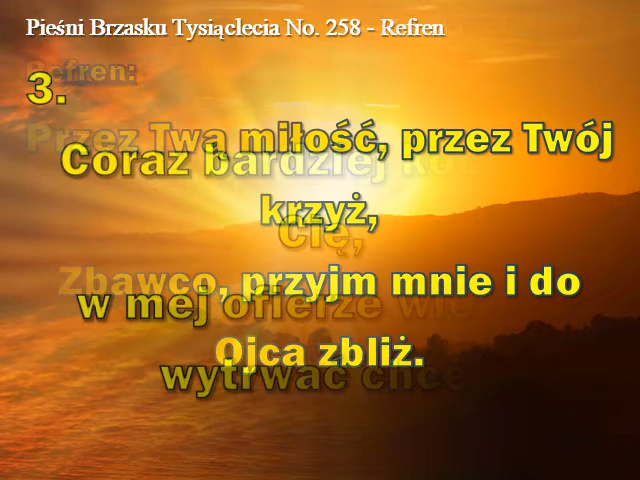 Pieśni Brzasku Tysiąclecia No. 258 - Refren
Refren:
3.
Przez Twą miłość, przez Twój
krzyż,
Zbawco, przyjm mnie i do
Ojca zbliż.
Coraz bardziej
Cię,
w mej ofierze
wytrwać chcę